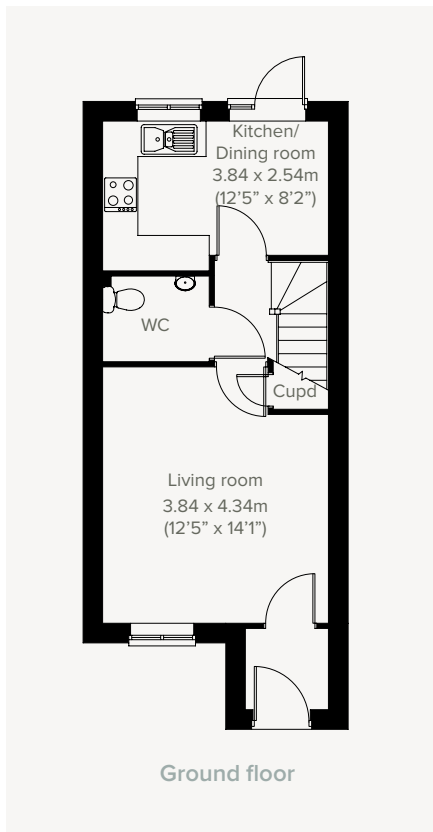 Kitchen/
Dining room
3.84 x 2.54m
(12’5” x 8’2”)
WC
Cupd
Living room
3.84 x 4.34m
(12’5” x 14’1”)
Ground floor